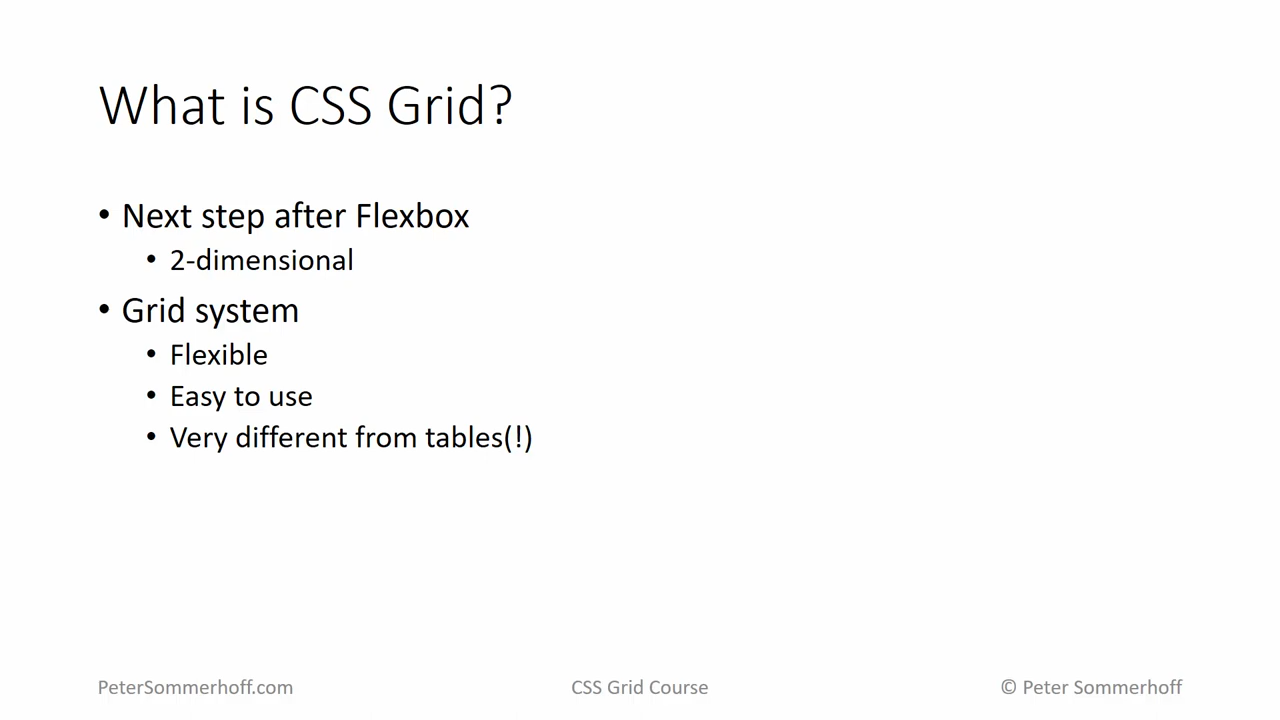 What is CSS Grid?
• Next step after Flexbox
• 2-dimensional
• Grid system
• Flexible
• Easy to use
• Very different from tables(!)
PeterSommerhoff.com
CSS Grid Course
© Peter Sommerhoff